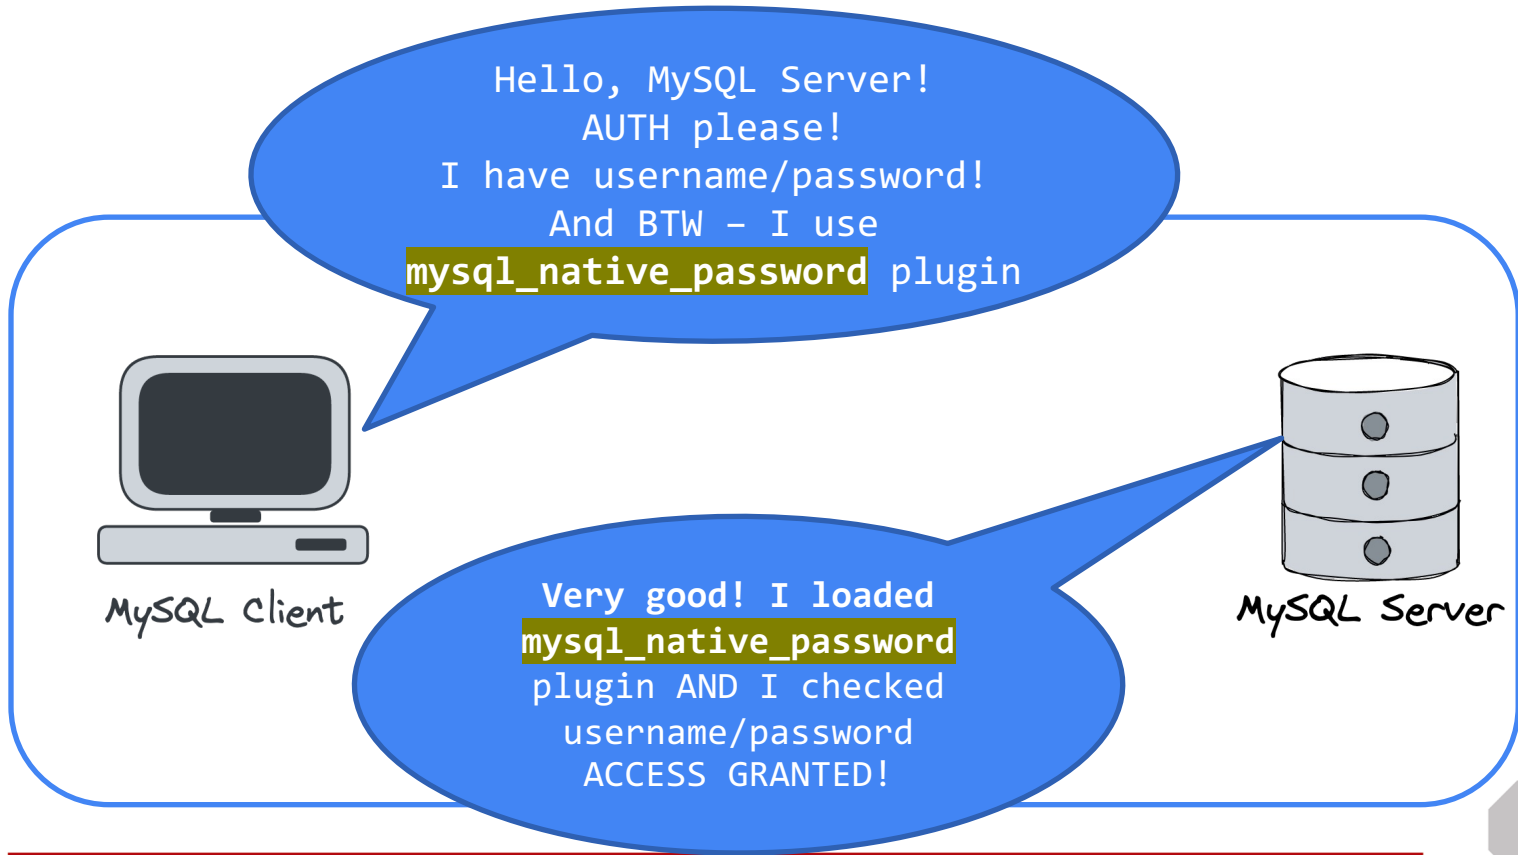 Hello, MySQL Server!
AUTH please!
I have username/password!
And BTW – I use
mysql_native_password plugin
MySQL Client
MySQL Server
Very good! I loaded
mysql_native_password
plugin AND I checked
username/password
ACCESS GRANTED!